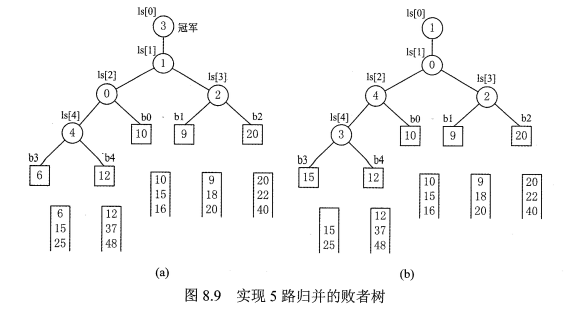 ls[0]
3 冠军
ls[1]
1
ls[2] ls[3]
0 2
ls[4] b0 b1 b2
4 10 9 20
b3 b4
6 12
10 9 20
15 18 22
16 20 40
6 12
15 37
25 48
(a)
ls[0]
1
ls[1]
0
ls[2] ls[3]
4 2
ls[4] b0 b1 b2
3 10 9 20
b3 b4
15 12
10 9 20
15 18 22
16 20 40
12
15 37
25 48
(b)
图 8.9 实现 5 路归并的败者树